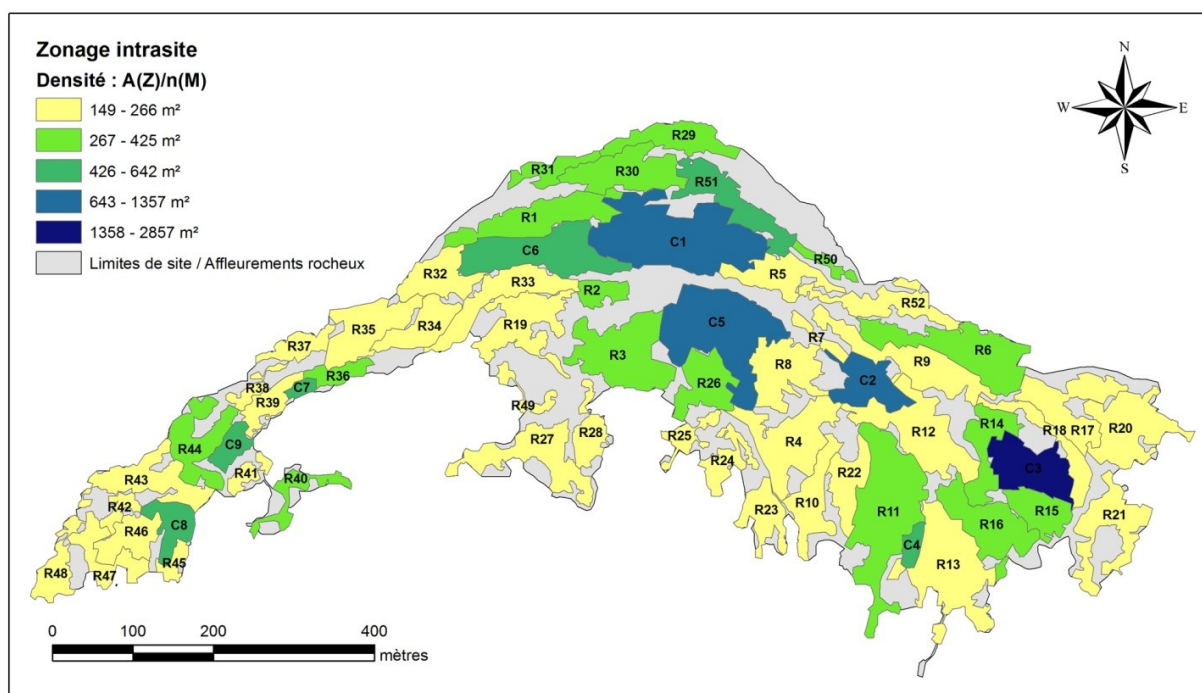 Zonage intrasite
Densité : A(Z)/n(M)
149 - 266 m²
267 - 425 m²
426 - 642 m²
643 - 1357 m²
1358 - 2857 m²
Limites de site / Affleurements rocheux
N
W E
S
R29
R31
R30
R51
R1
C6
C1
R50
R32
R33
R5
R2
R52
R35
R34
R19
C5
R7
R37
R3
R6
R36
R8
R9
C2
R38
C7
R39
R26
R49
R44
C9
R27
R28
R25
R4
R12
R14
R18
R17
R20
R41
R40
R24
R22
C3
R43
R42
R46
C8
R23
R10
R11
R16
R15
R21
C4
R13
R48
R47
R45
0 100 200 400
mètres